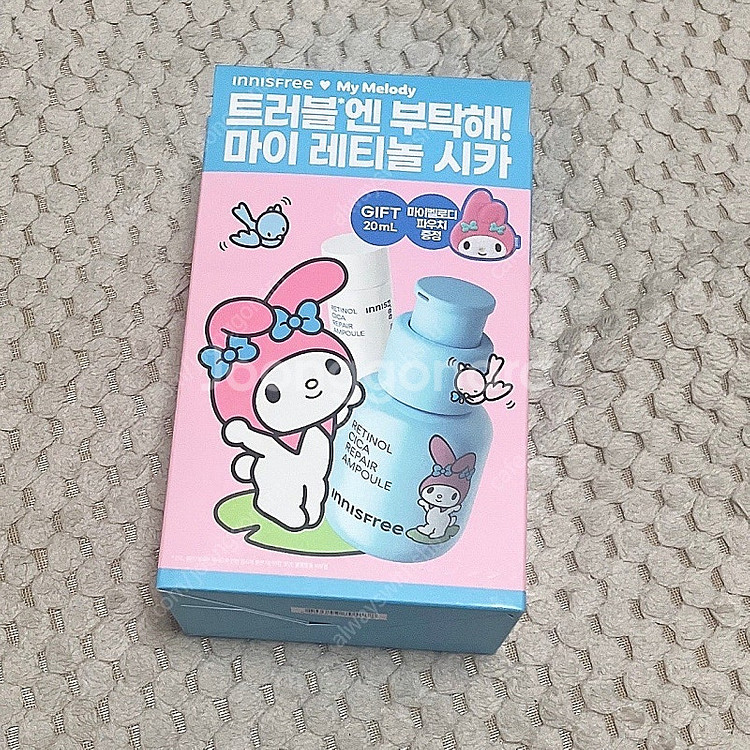 innisfree ♥ My Melody
트러블*엔 부탁해!
마이 레티놀 시카
GIFT
20mL
마이멜로디
파우치
증정
RETINOL
CICA
REPAIR
AMPOULE
innis
RETINOL
CICA
REPAIR
AMPOULE
innisfree